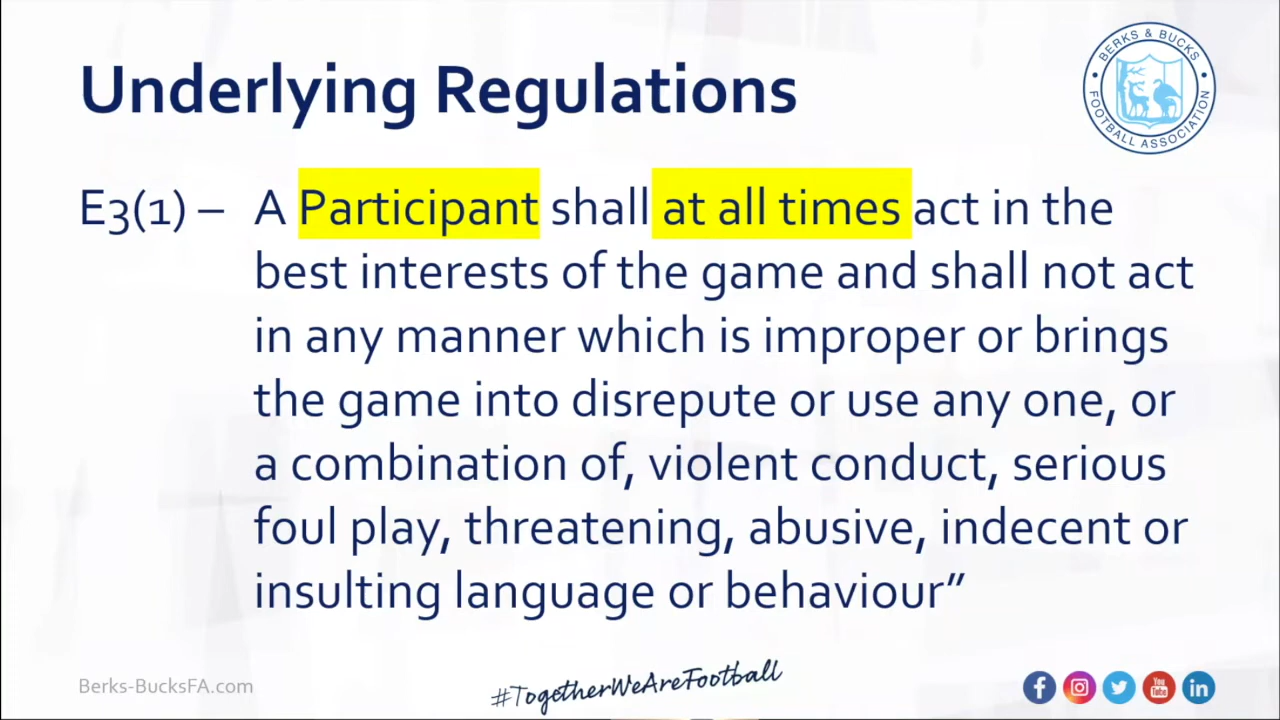 Underlying Regulations
BERKS & BUCKS
FOOTBALL ASSOCIATION
E3(1) – A Participant shall at all times act in the
best interests of the game and shall not act
in any manner which is improper or brings
the game into disrepute or use any one, or
a combination of, violent conduct, serious
foul play, threatening, abusive, indecent or
insulting language or behaviour”
Berks-BucksFA.com
#TogetherWeAreFootball
You Tube
in